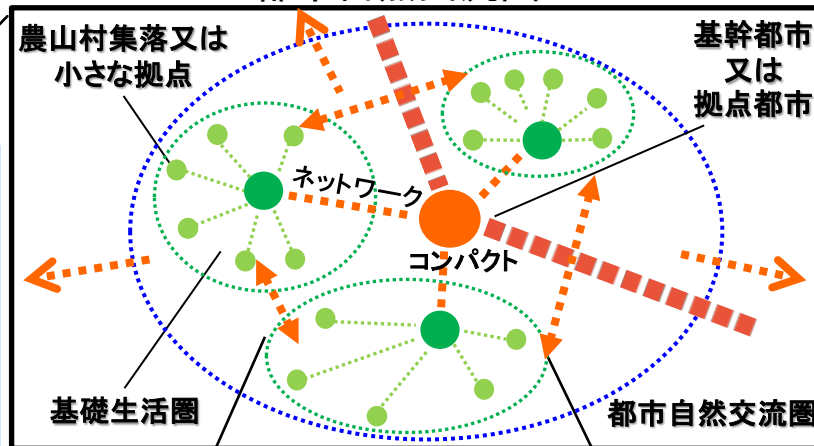 農山村集落又は
小さな拠点
基幹都市
又は
拠点都市
ネットワーク
コンパクト
基礎生活圏
都市自然交流圏